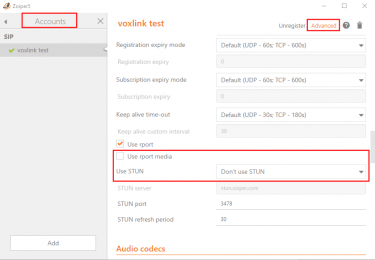 Zoiper5
Accounts
SIP
voxlink test
Add
voxlink test
Unregister
Advanced
Registration expiry mode
Default (UDP - 60s; TCP - 600s)
Registration expiry
0
Subscription expiry mode
Default (UDP - 60s; TCP - 600s)
Subscription expiry
0
Keep alive time-out
Default (UDP - 30s; TCP - 180s)
Keep alive custom interval
30
Use rport
Use rport media
Use STUN
Don't use STUN
STUN server
stun.zoiper.com
STUN port
3478
STUN refresh period
30
Audio codecs